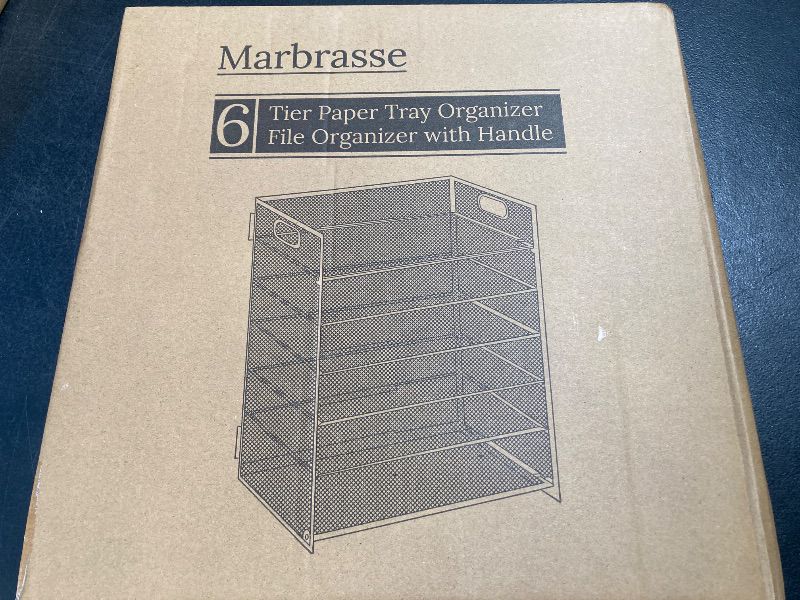 Marbrasse
6
Tier Paper Tray Organizer
File Organizer with Handle